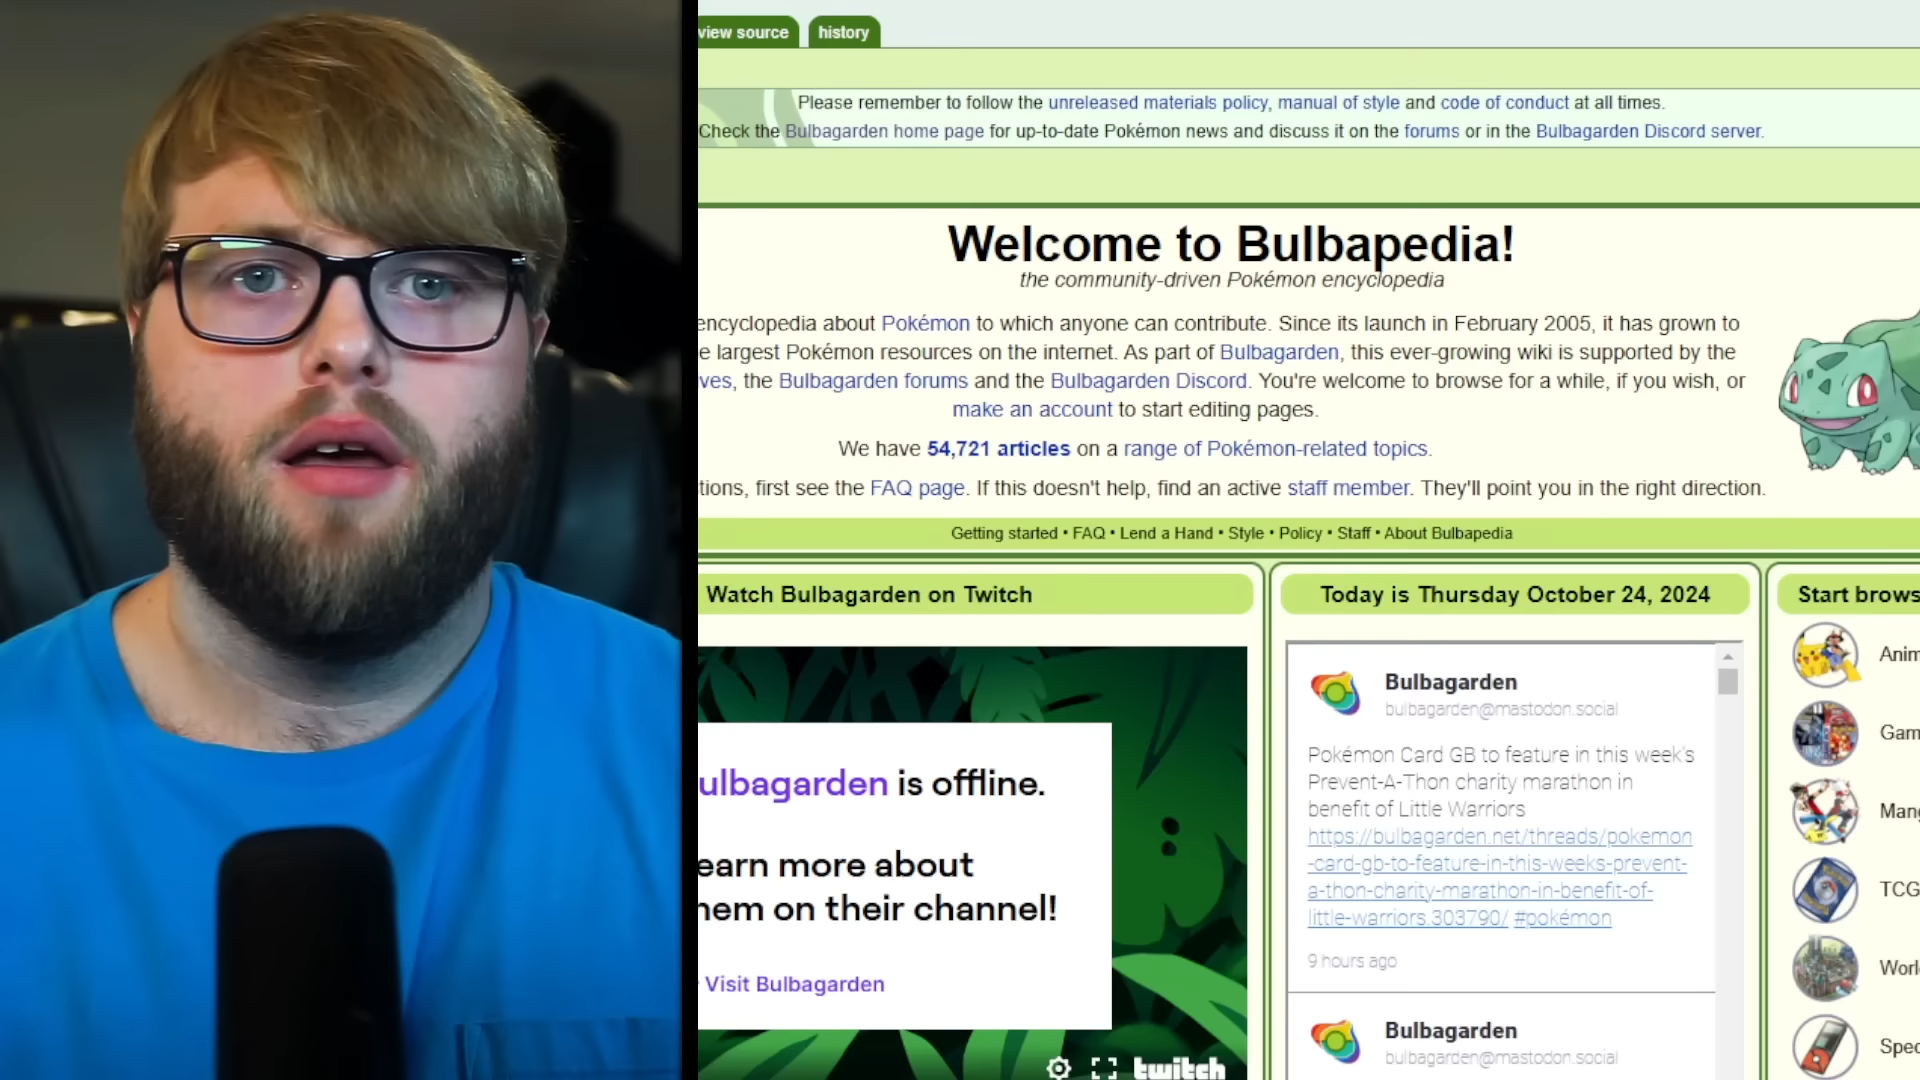 view source
history
Please remember to follow the unreleased materials policy, manual of style and code of conduct at all times.
Check the Bulbagarden home page for up-to-date Pokémon news and discuss it on the forums or in the Bulbagarden Discord server.
Welcome to Bulbapedia!
the community-driven Pokémon encyclopedia
encyclopedia about Pokémon to which anyone can contribute. Since its launch in February 2005, it has grown to
e largest Pokémon resources on the internet. As part of Bulbagarden, this ever-growing wiki is supported by the
ves, the Bulbagarden forums and the Bulbagarden Discord. You're welcome to browse for a while, if you wish, or
make an account to start editing pages.
We have 54,721 articles on a range of Pokémon-related topics.
tions, first see the FAQ page. If this doesn't help, find an active staff member. They'll point you in the right direction.
Getting started • FAQ • Lend a Hand • Style • Policy • Staff • About Bulbapedia
Watch Bulbagarden on Twitch
ulbagarden is offline.
earn more about
hem on their channel!
Visit Bulbagarden
twitch
Today is Thursday October 24, 2024
Bulbagarden
bulbagarden@mastodon.social
Pokémon Card GB to feature in this week's
Prevent-A-Thon charity marathon in
benefit of Little Warriors
https://bulbagarden.net/threads/pokemon
-card-gb-to-feature-in-this-weeks-prevent-
a-thon-charity-marathon-in-benefit-of-
little-warriors.303790/ #pokémon
9 hours ago
Bulbagarden
bulbagarden@mastodon.social
Start brows
Anim
Gam
Mang
TCG
Worl
Spec